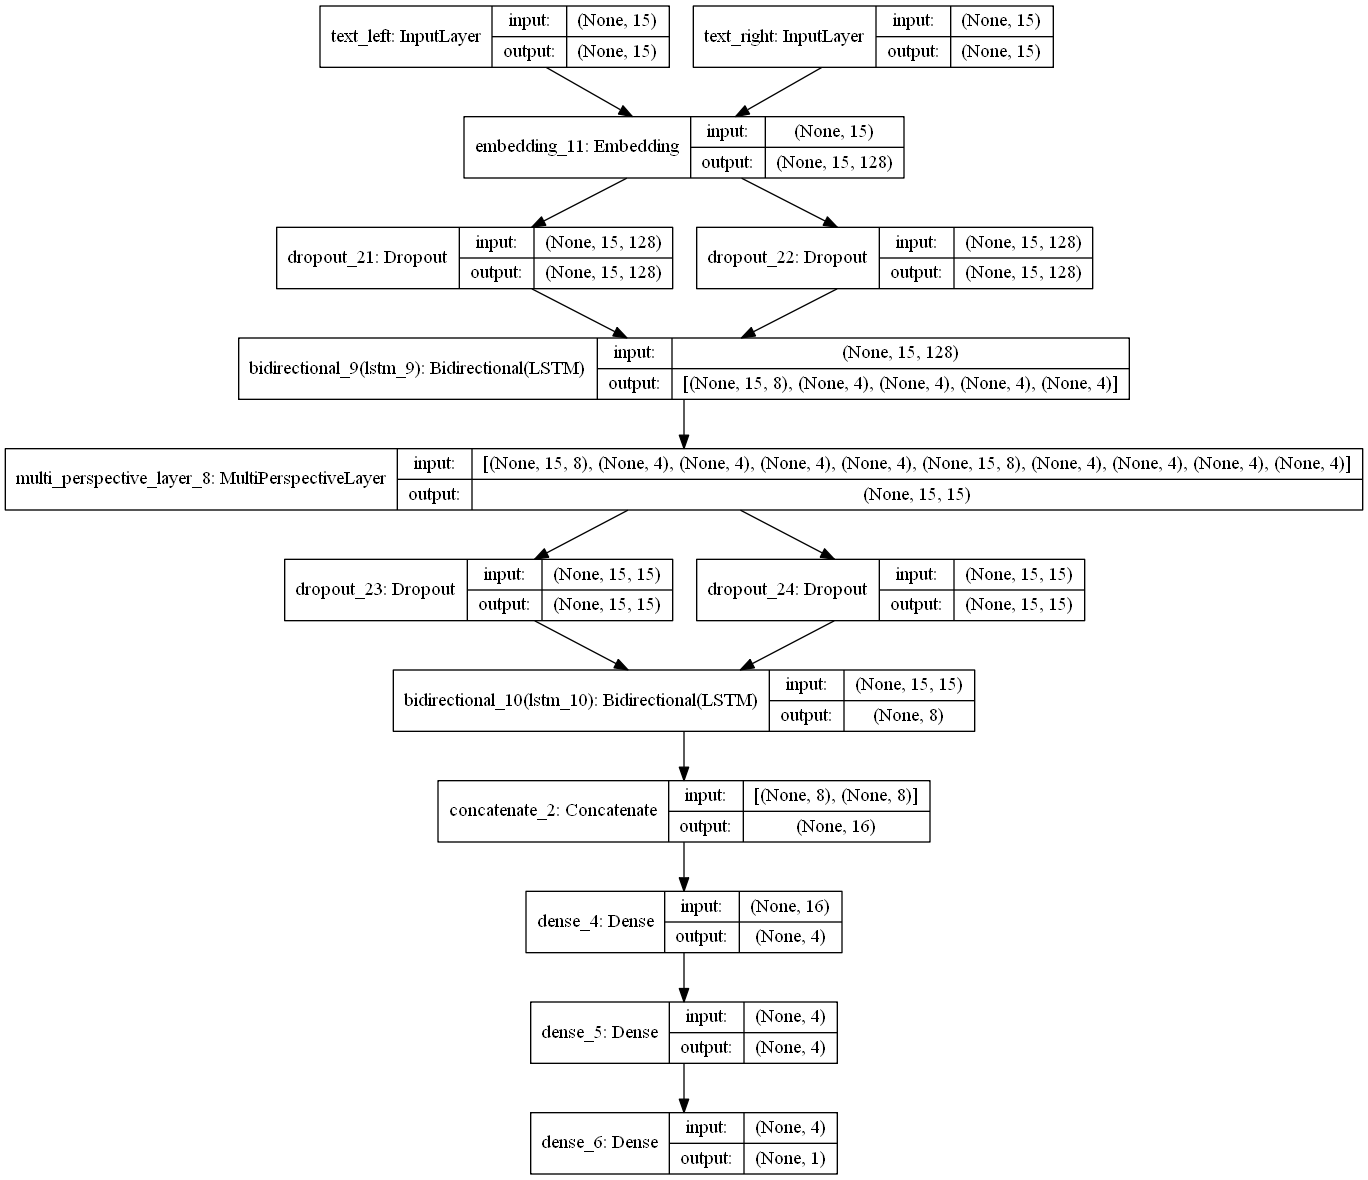 text_left: InputLayer
input: (None, 15)
output: (None, 15)
text_right: InputLayer
input: (None, 15)
output: (None, 15)
embedding_11: Embedding
input: (None, 15)
output: (None, 15, 128)
dropout_21: Dropout
input: (None, 15, 128)
output: (None, 15, 128)
dropout_22: Dropout
input: (None, 15, 128)
output: (None, 15, 128)
bidirectional_9(lstm_9): Bidirectional(LSTM)
input: (None, 15, 128)
output: [(None, 15, 8), (None, 4), (None, 4), (None, 4), (None, 4)]
multi_perspective_layer_8: MultiPerspectiveLayer
input: [(None, 15, 8), (None, 4), (None, 4), (None, 4), (None, 4), (None, 15, 8), (None, 4), (None, 4), (None, 4), (None, 4)]
output: (None, 15, 15)
dropout_23: Dropout
input: (None, 15, 15)
output: (None, 15, 15)
dropout_24: Dropout
input: (None, 15, 15)
output: (None, 15, 15)
bidirectional_10(lstm_10): Bidirectional(LSTM)
input: (None, 15, 15)
output: (None, 8)
concatenate_2: Concatenate
input: [(None, 8), (None, 8)]
output: (None, 16)
dense_4: Dense
input: (None, 16)
output: (None, 4)
dense_5: Dense
input: (None, 4)
output: (None, 4)
dense_6: Dense
input: (None, 4)
output: (None, 1)